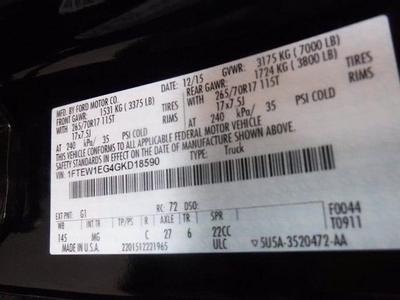 MFD. BY FORD MOTOR CO. 12/15 GVWR: 3175 KG (7000 LB)
FRONT GAWR: 1531 KG (3375 LB) REAR GAWR: 1724 KG (3800 LB)
265/70R17 115T TIRES 265/70R17 115T TIRES
17x7.5J RIMS 17x7.5J RIMS
AT 240 kPa/ 35 PSI COLD AT 240 kPa/ 35 PSI COLD
THIS VEHICLE CONFORMS TO ALL APPLICABLE FEDERAL MOTOR VEHICLE
SAFETY STANDARDS IN EFFECT ON THE DATE OF MANUFACTURE SHOWN ABOVE.
VIN: 1FTEW1EG4GKD18590 TYPE: Truck
F0044
T0911
EXT PNT: G1 RC: 72 DSO:
WB INT TR TP/PS R AXLE TR SPR
145 MG C 27 6 22CC
MADE IN U.S.A. 2201512221965 ULC 5U5A-3520472-AA